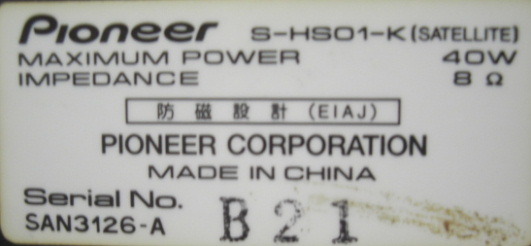 Pioneer S-HS01-K (SATELLITE)
MAXIMUM POWER 40W
IMPEDANCE 8 Ω
防磁設計 (EIAJ)
PIONEER CORPORATION
MADE IN CHINA
Serial No. B21
SAN3126-A